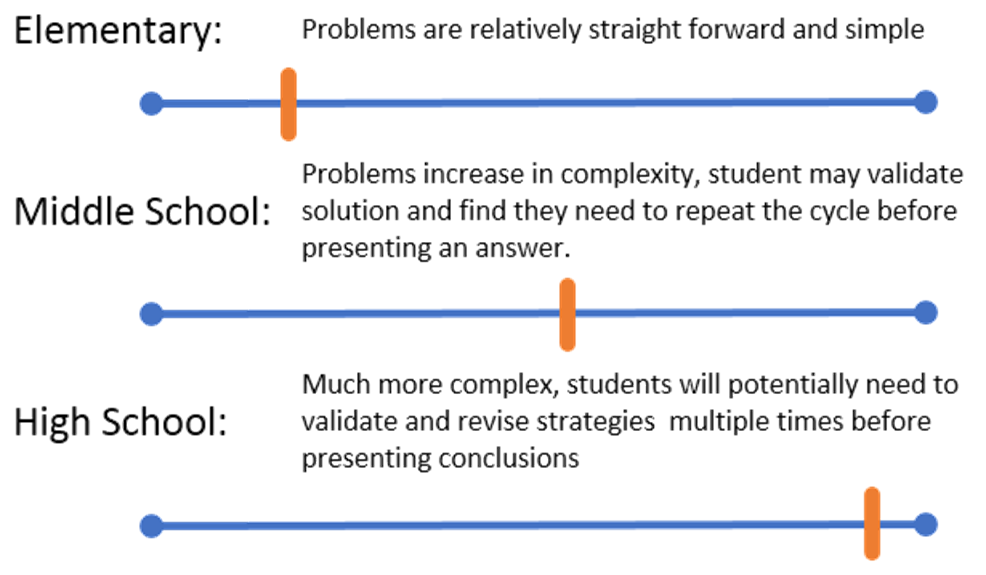 Elementary:
Problems are relatively straight forward and simple
Middle School:
Problems increase in complexity, student may validate
solution and find they need to repeat the cycle before
presenting an answer.
High School:
Much more complex, students will potentially need to
validate and revise strategies  multiple times before
presenting conclusions